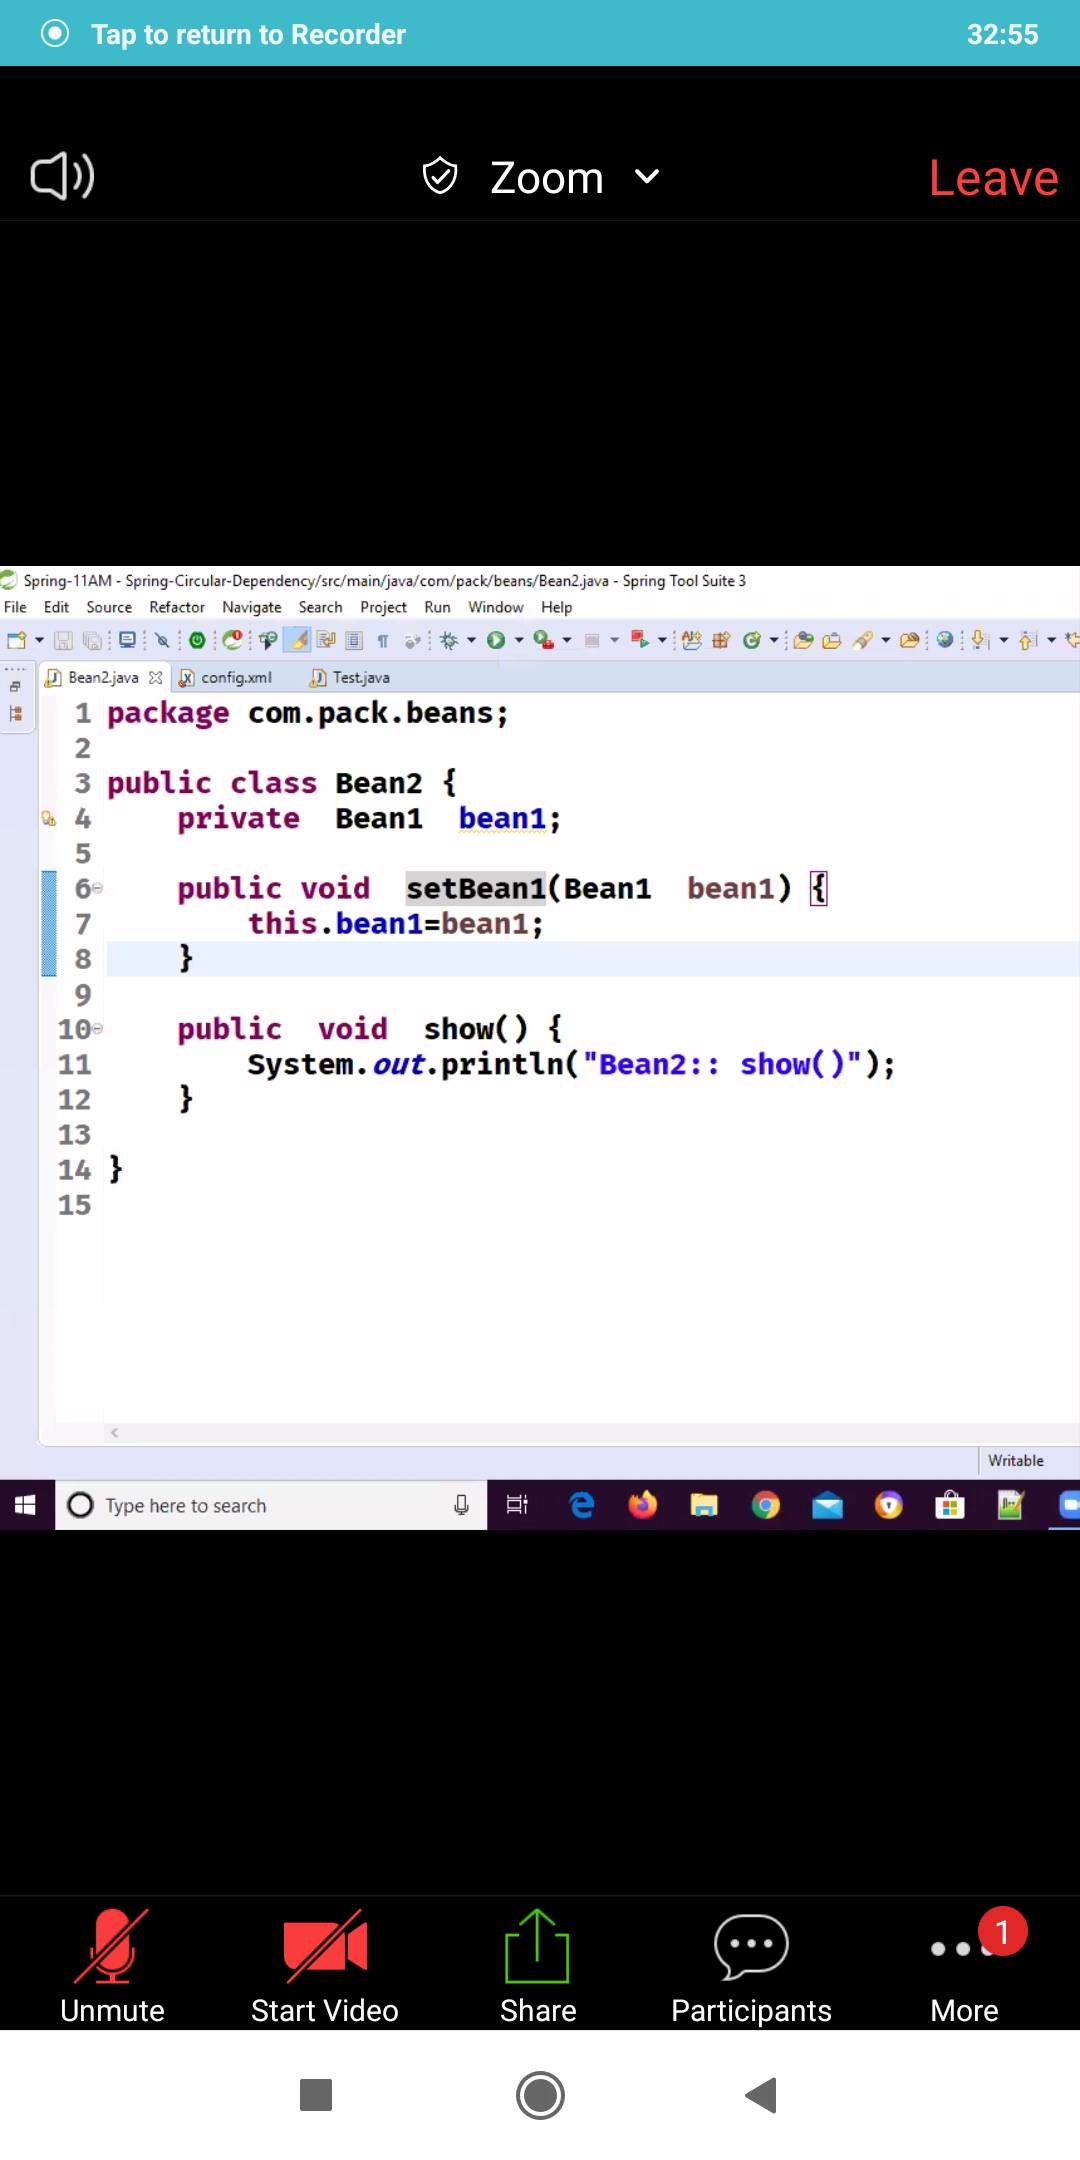 Tap to return to Recorder 32:55
Zoom Leave
Spring-11AM - Spring-Circular-Dependency/src/main/java/com/pack/beans/Bean2.java - Spring Tool Suite 3
File Edit Source Refactor Navigate Search Project Run Window Help
Bean2.java config.xml Test.java
1 package com.pack.beans;
2
3 public class Bean2 {
4 private Bean1 bean1;
5
6 public void setBean1(Bean1 bean1) {
7 this.bean1=bean1;
8 }
9
10 public void show() {
11 System.out.println("Bean2:: show()");
12 }
13
14 }
15
Writable
Type here to search
1
Unmute Start Video Share Participants More